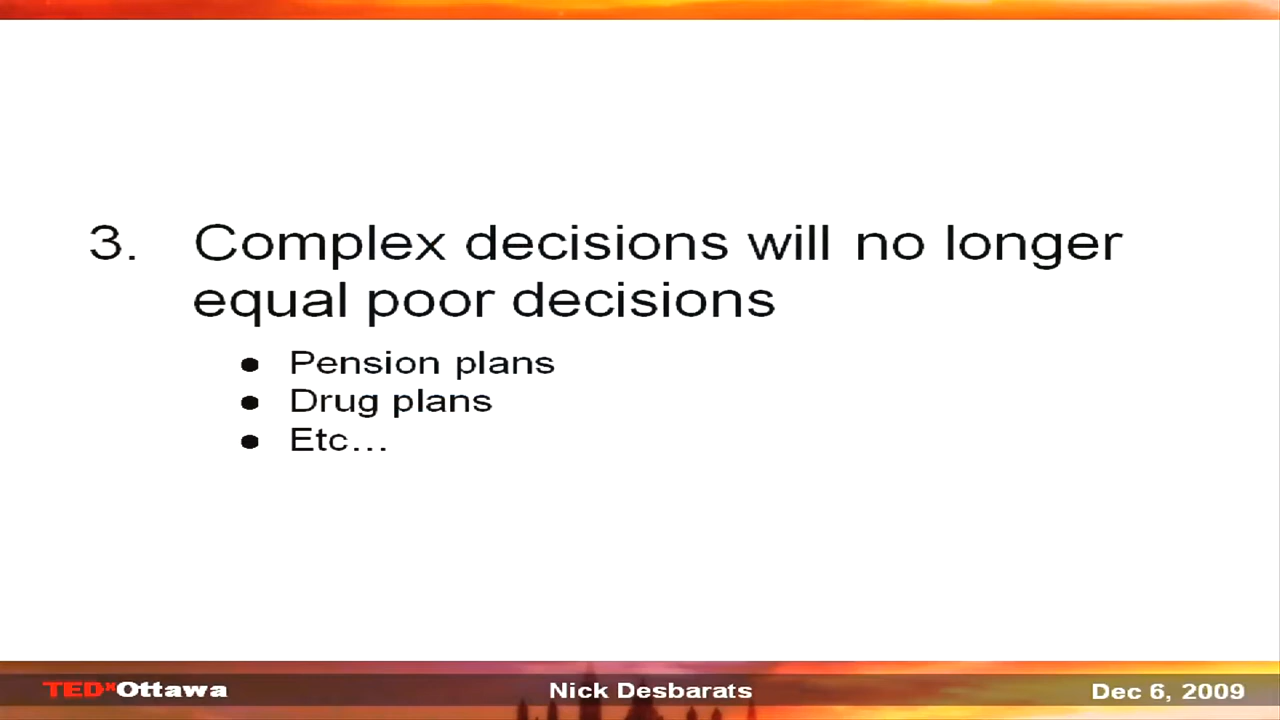 3. Complex decisions will no longer
equal poor decisions
● Pension plans
● Drug plans
● Etc…
TEDxOttawa
Nick Desbarats
Dec 6, 2009